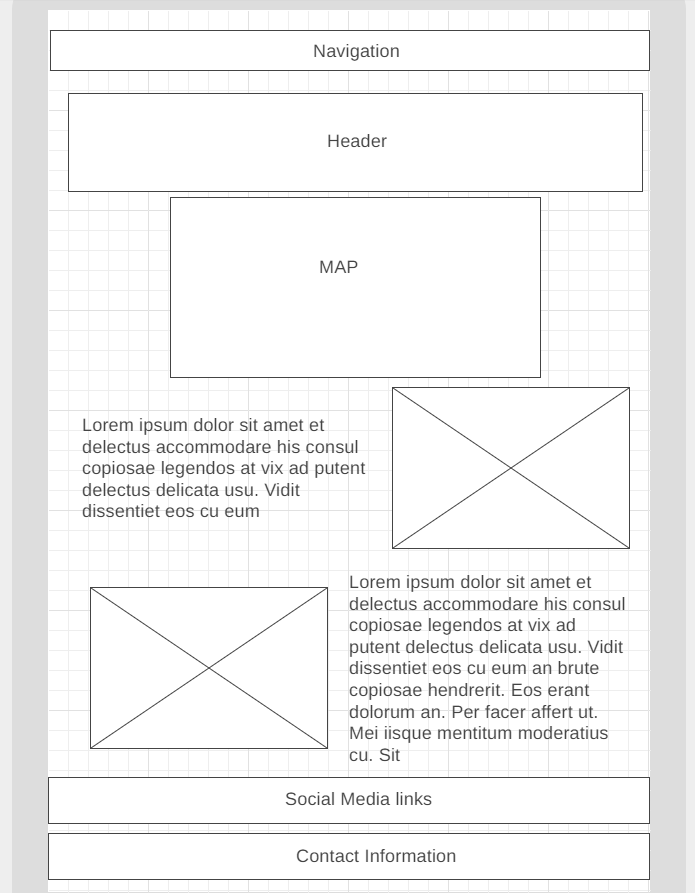 Navigation
Header
MAP
Lorem ipsum dolor sit amet et
delectus accommodare his consul
copiosae legendos at vix ad putent
delectus delicata usu. Vidit
dissentiet eos cu eum
Lorem ipsum dolor sit amet et
delectus accommodare his consul
copiosae legendos at vix ad
putent delectus delicata usu. Vidit
dissentiet eos cu eum an brute
copiosae hendrerit. Eos erant
dolorum an. Per facer affert ut.
Mei iisque mentitum moderatius
cu. Sit
Social Media links
Contact Information